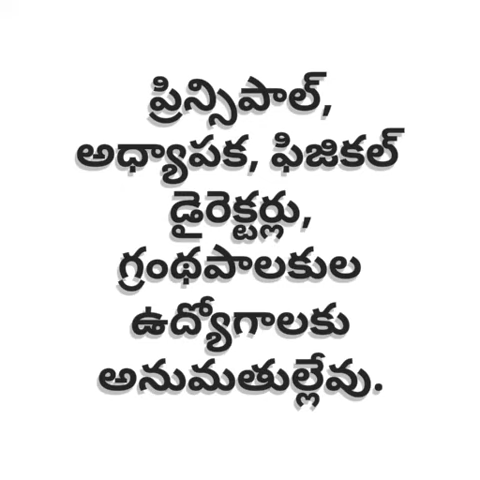 ప్రిన్సిపాల్,
అధ్యాపక, ఫిజికల్
డైరెక్టర్లు,
గ్రంథపాలకుల
ఉద్యోగాలకు
అనుమతుల్లేవు.